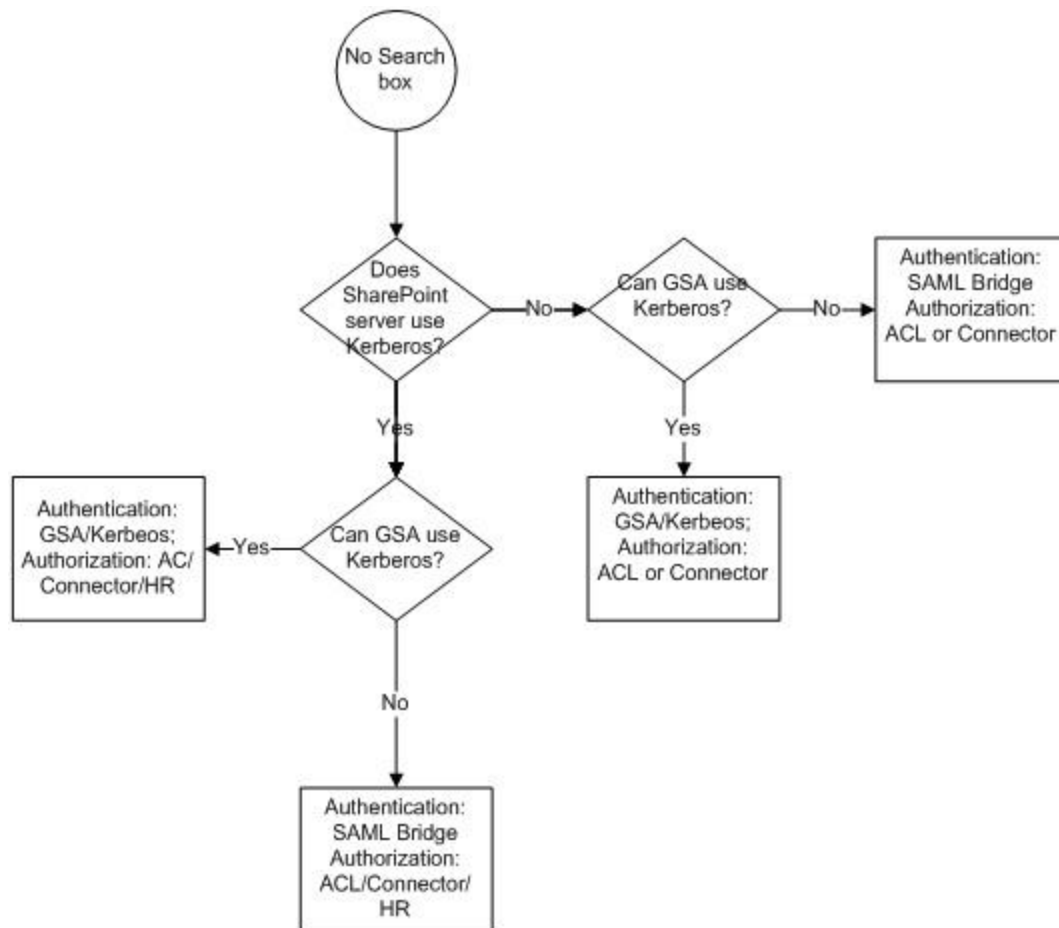 No Search
box
Does
SharePoint
server use
Kerberos?
No
Can GSA use
Kerberos?
No
Authentication:
SAML Bridge
Authorization:
ACL or Connector
Yes
Yes
Authentication:
GSA/Kerbeos;
Authorization:
ACL or Connector
Authentication:
GSA/Kerbeos;
Authorization: AC/
Connector/HR
Yes
Can GSA use
Kerberos?
No
Authentication:
SAML Bridge
Authorization:
ACL/Connector/
HR